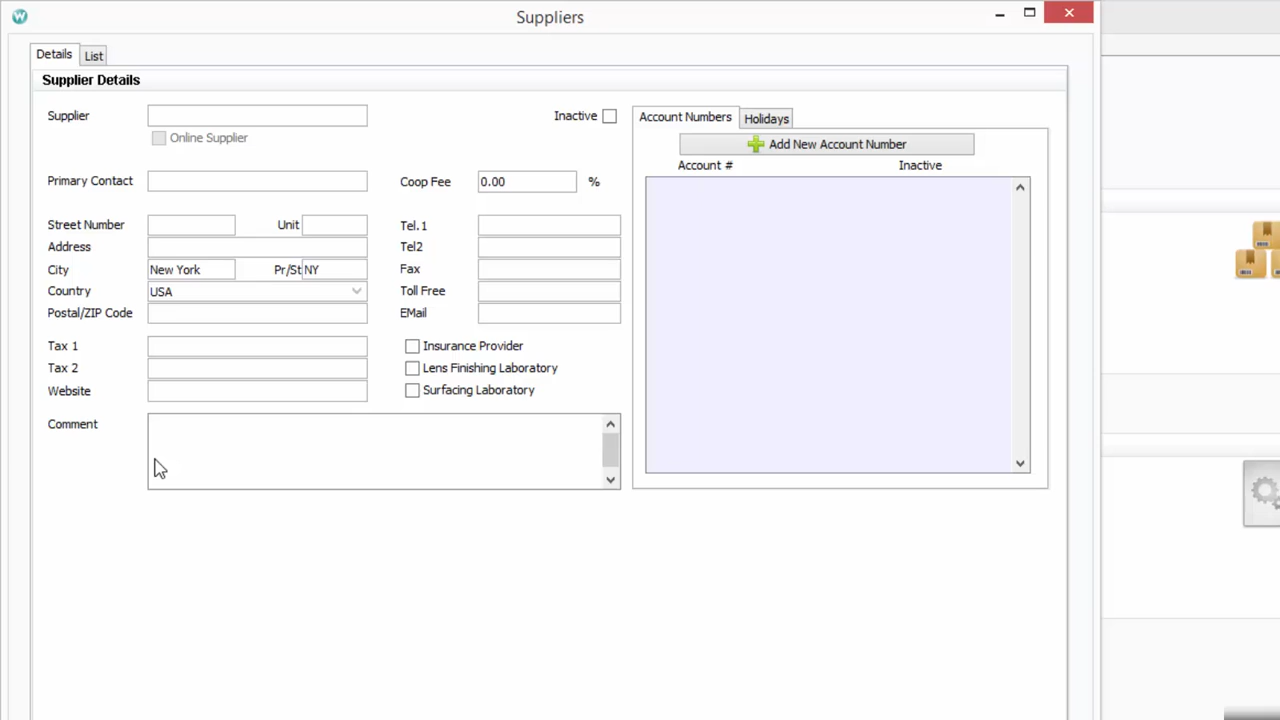 W Suppliers
Details List
Supplier Details
Supplier Inactive
Online Supplier
Primary Contact Coop Fee 0.00 %
Street Number Unit Tel.1
Address Tel2
City New York Pr/St NY Fax
Country USA Toll Free
Postal/ZIP Code EMail
Tax 1 Insurance Provider
Tax 2 Lens Finishing Laboratory
Website Surfacing Laboratory
Comment
Account Numbers Holidays
Add New Account Number
Account # Inactive